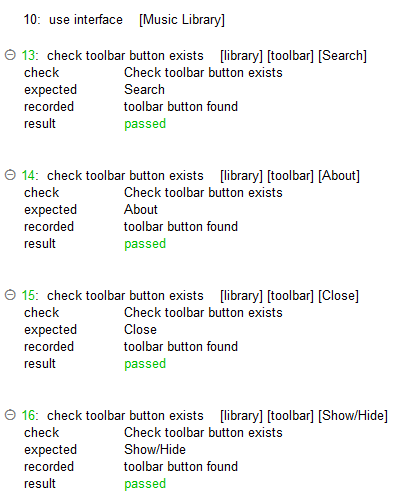 10: use interface [Music Library]
13: check toolbar button exists [library] [toolbar] [Search]
check Check toolbar button exists
expected Search
recorded toolbar button found
result passed
14: check toolbar button exists [library] [toolbar] [About]
check Check toolbar button exists
expected About
recorded toolbar button found
result passed
15: check toolbar button exists [library] [toolbar] [Close]
check Check toolbar button exists
expected Close
recorded toolbar button found
result passed
16: check toolbar button exists [library] [toolbar] [Show/Hide]
check Check toolbar button exists
expected Show/Hide
recorded toolbar button found
result passed